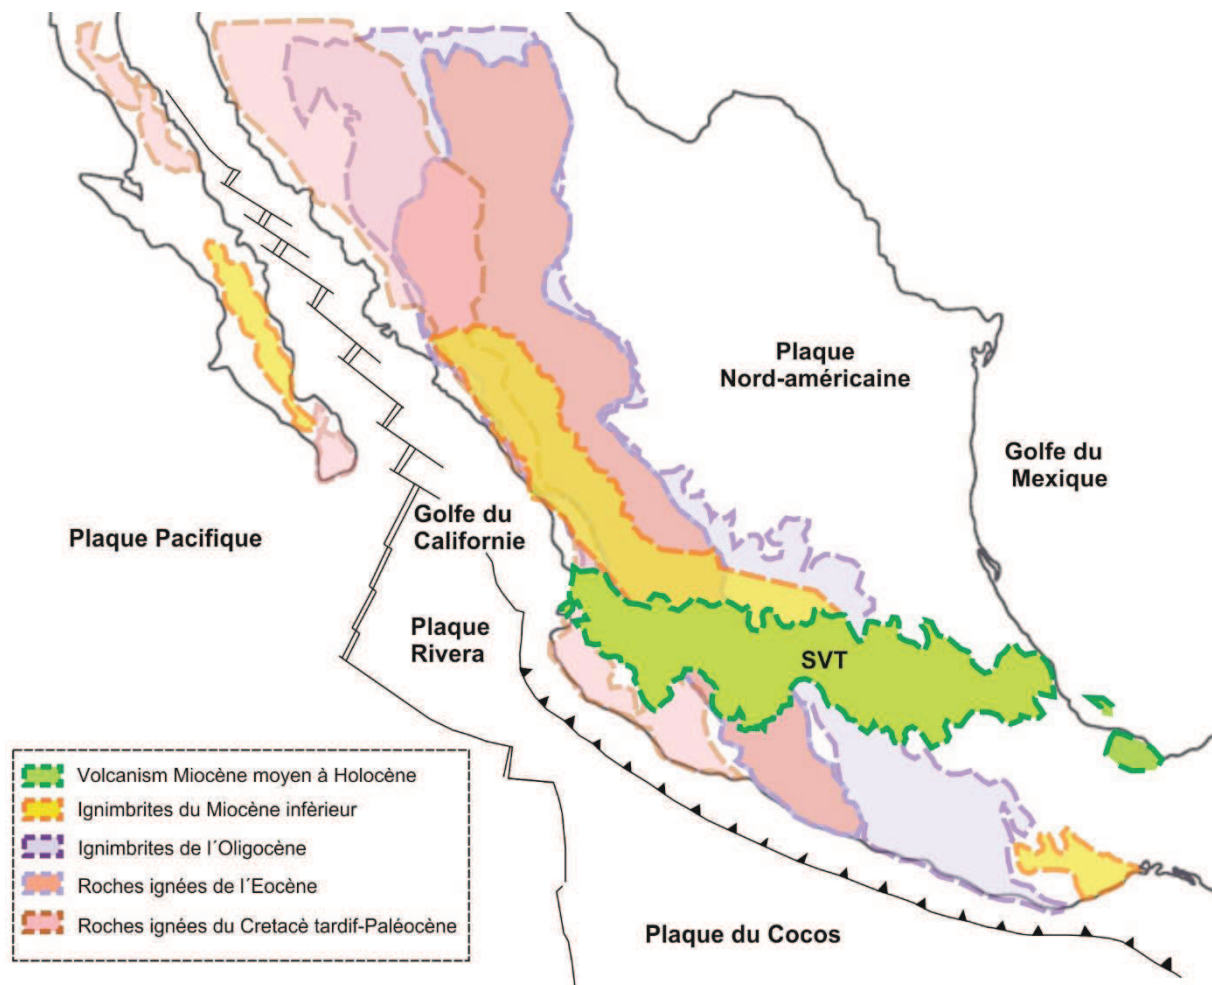 Plaque
Nord-américaine
Golfe du
Mexique
Plaque Pacifique
Golfe du
Californie
Plaque
Rivera
SVT
Volcanism Miocène moyen à Holocène
Ignimbrites du Miocène infèrieur
Ignimbrites de l´Oligocène
Roches ignées de l´Eocène
Roches ignées du Cretacè tardif-Paléocène
Plaque du Cocos